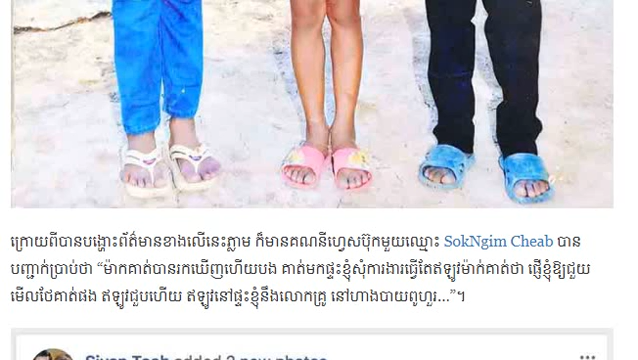 ក្រោយពីបានបង្ហោះព័ត៌មានខាងលើនេះភ្លាម ក៏មានគណនីហ្វេសប៊ុកមួយឈ្មោះ SokNgim Cheab បាន
បញ្ជាក់ប្រាប់ថា “ម៉ាកគាត់បានរកឃើញហើយបង គាត់មកផ្ទះខ្ញុំសុំការងារធ្វើតែឥឡូវម៉ាក់គាត់ថា ផ្ញើខ្ញុំឱ្យជួយ
មើលថែគាត់ផង ឥឡូវជួបហើយ ឥឡូវនៅផ្ទះខ្ញុំនឹងលោកគ្រូ នៅហាងបាយពូហួរ...”។
added 2 new photos